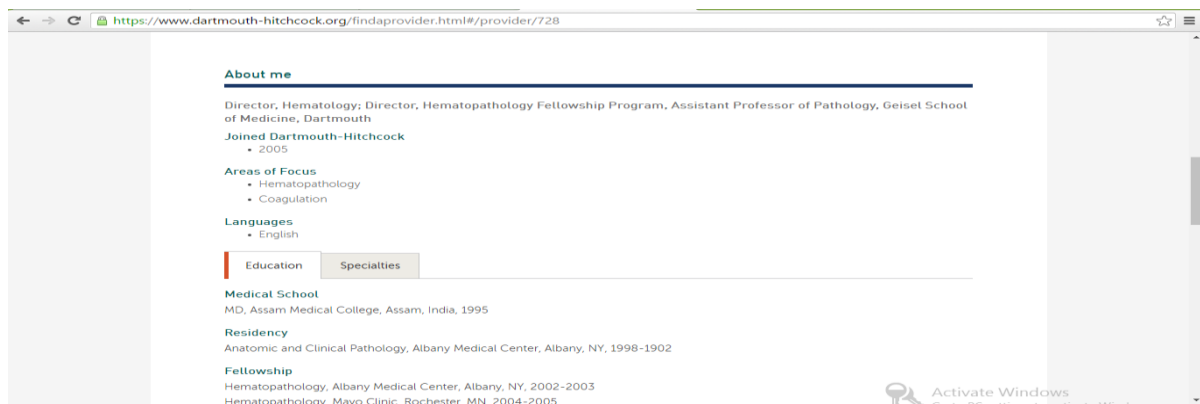 https://www.dartmouth-hitchcock.org/findaprovider.html#/provider/728
About me
Director, Hematology; Director, Hematopathology Fellowship Program, Assistant Professor of Pathology, Geisel School
of Medicine, Dartmouth
Joined Dartmouth-Hitchcock
• 2005
Areas of Focus
• Hematopathology
• Coagulation
Languages
• English
Education Specialties
Medical School
MD, Assam Medical College, Assam, India, 1995
Residency
Anatomic and Clinical Pathology, Albany Medical Center, Albany, NY, 1998-1902
Fellowship
Hematopathology, Albany Medical Center, Albany, NY, 2002-2003
Hematopathology, Mayo Clinic, Rochester, MN, 2004-2005
Activate Windows